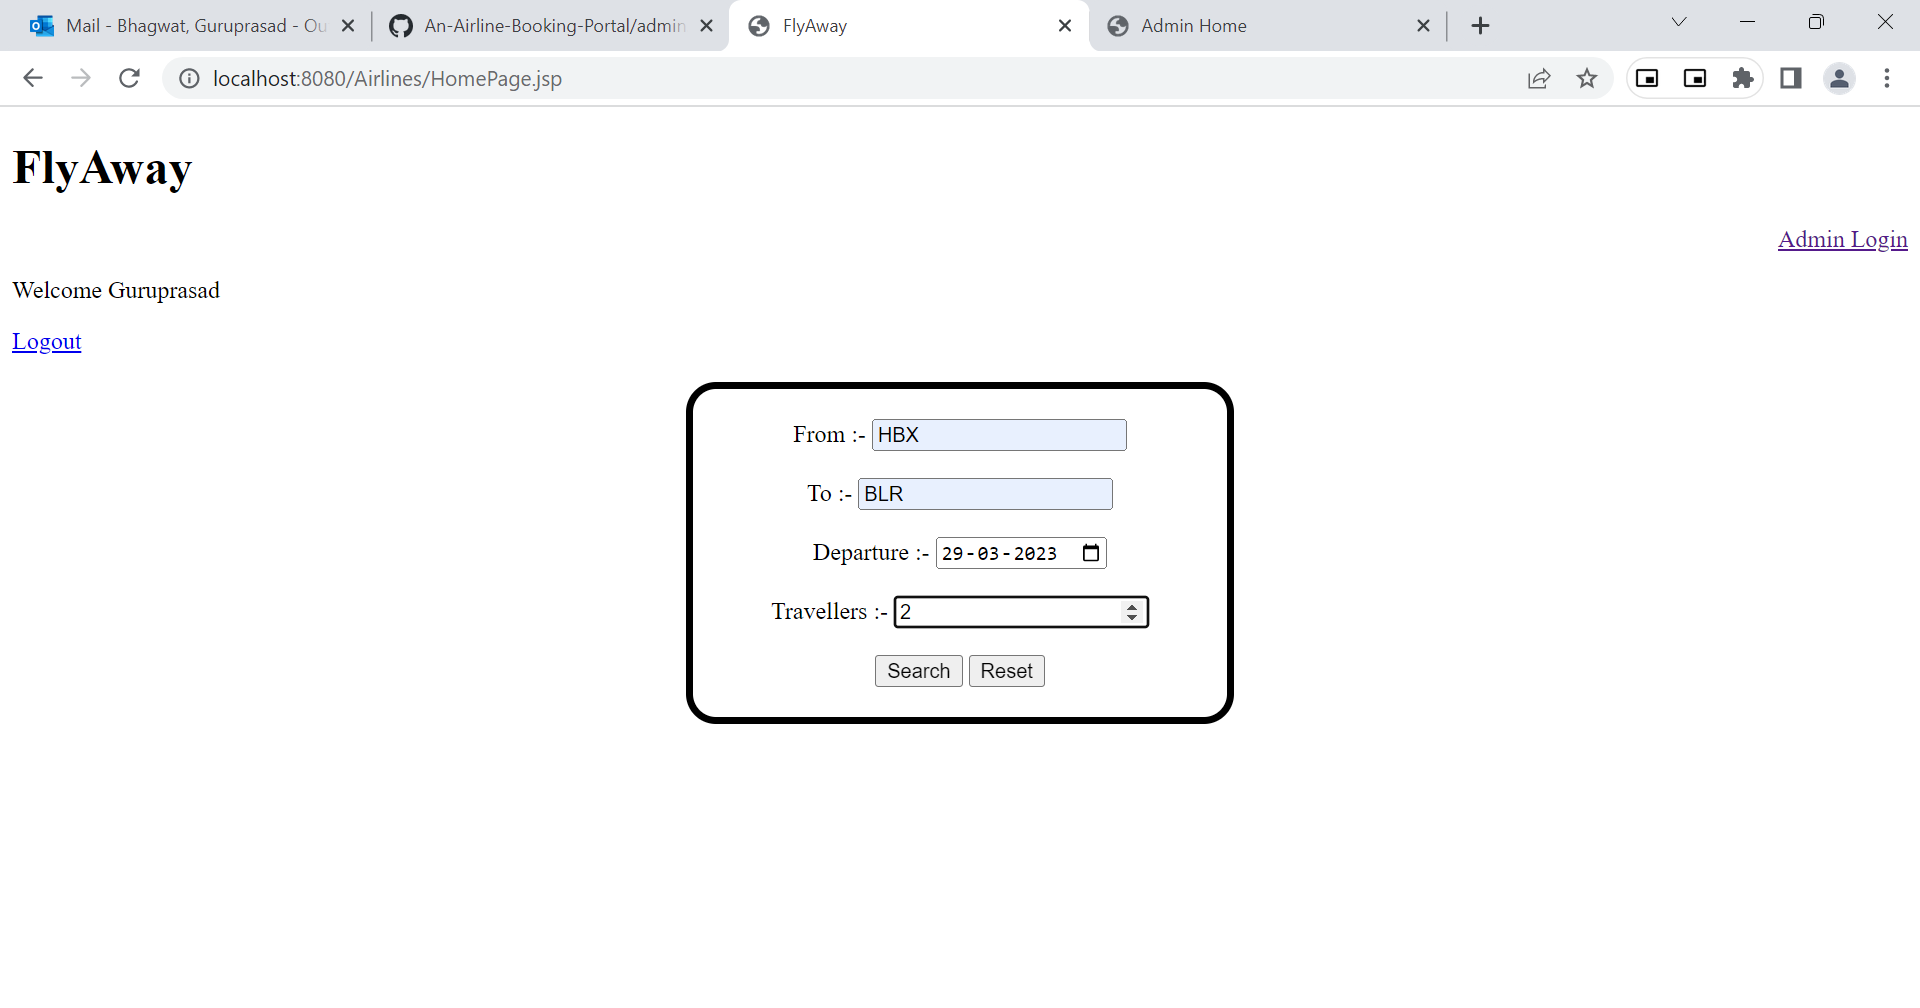 Mail - Bhagwat, Guruprasad - Ou
An-Airline-Booking-Portal/admin
FlyAway
Admin Home
localhost:8080/Airlines/HomePage.jsp
FlyAway
Admin Login
Welcome Guruprasad
Logout
From :- HBX
To :- BLR
Departure :- 29-03-2023
Travellers :- 2
Search Reset